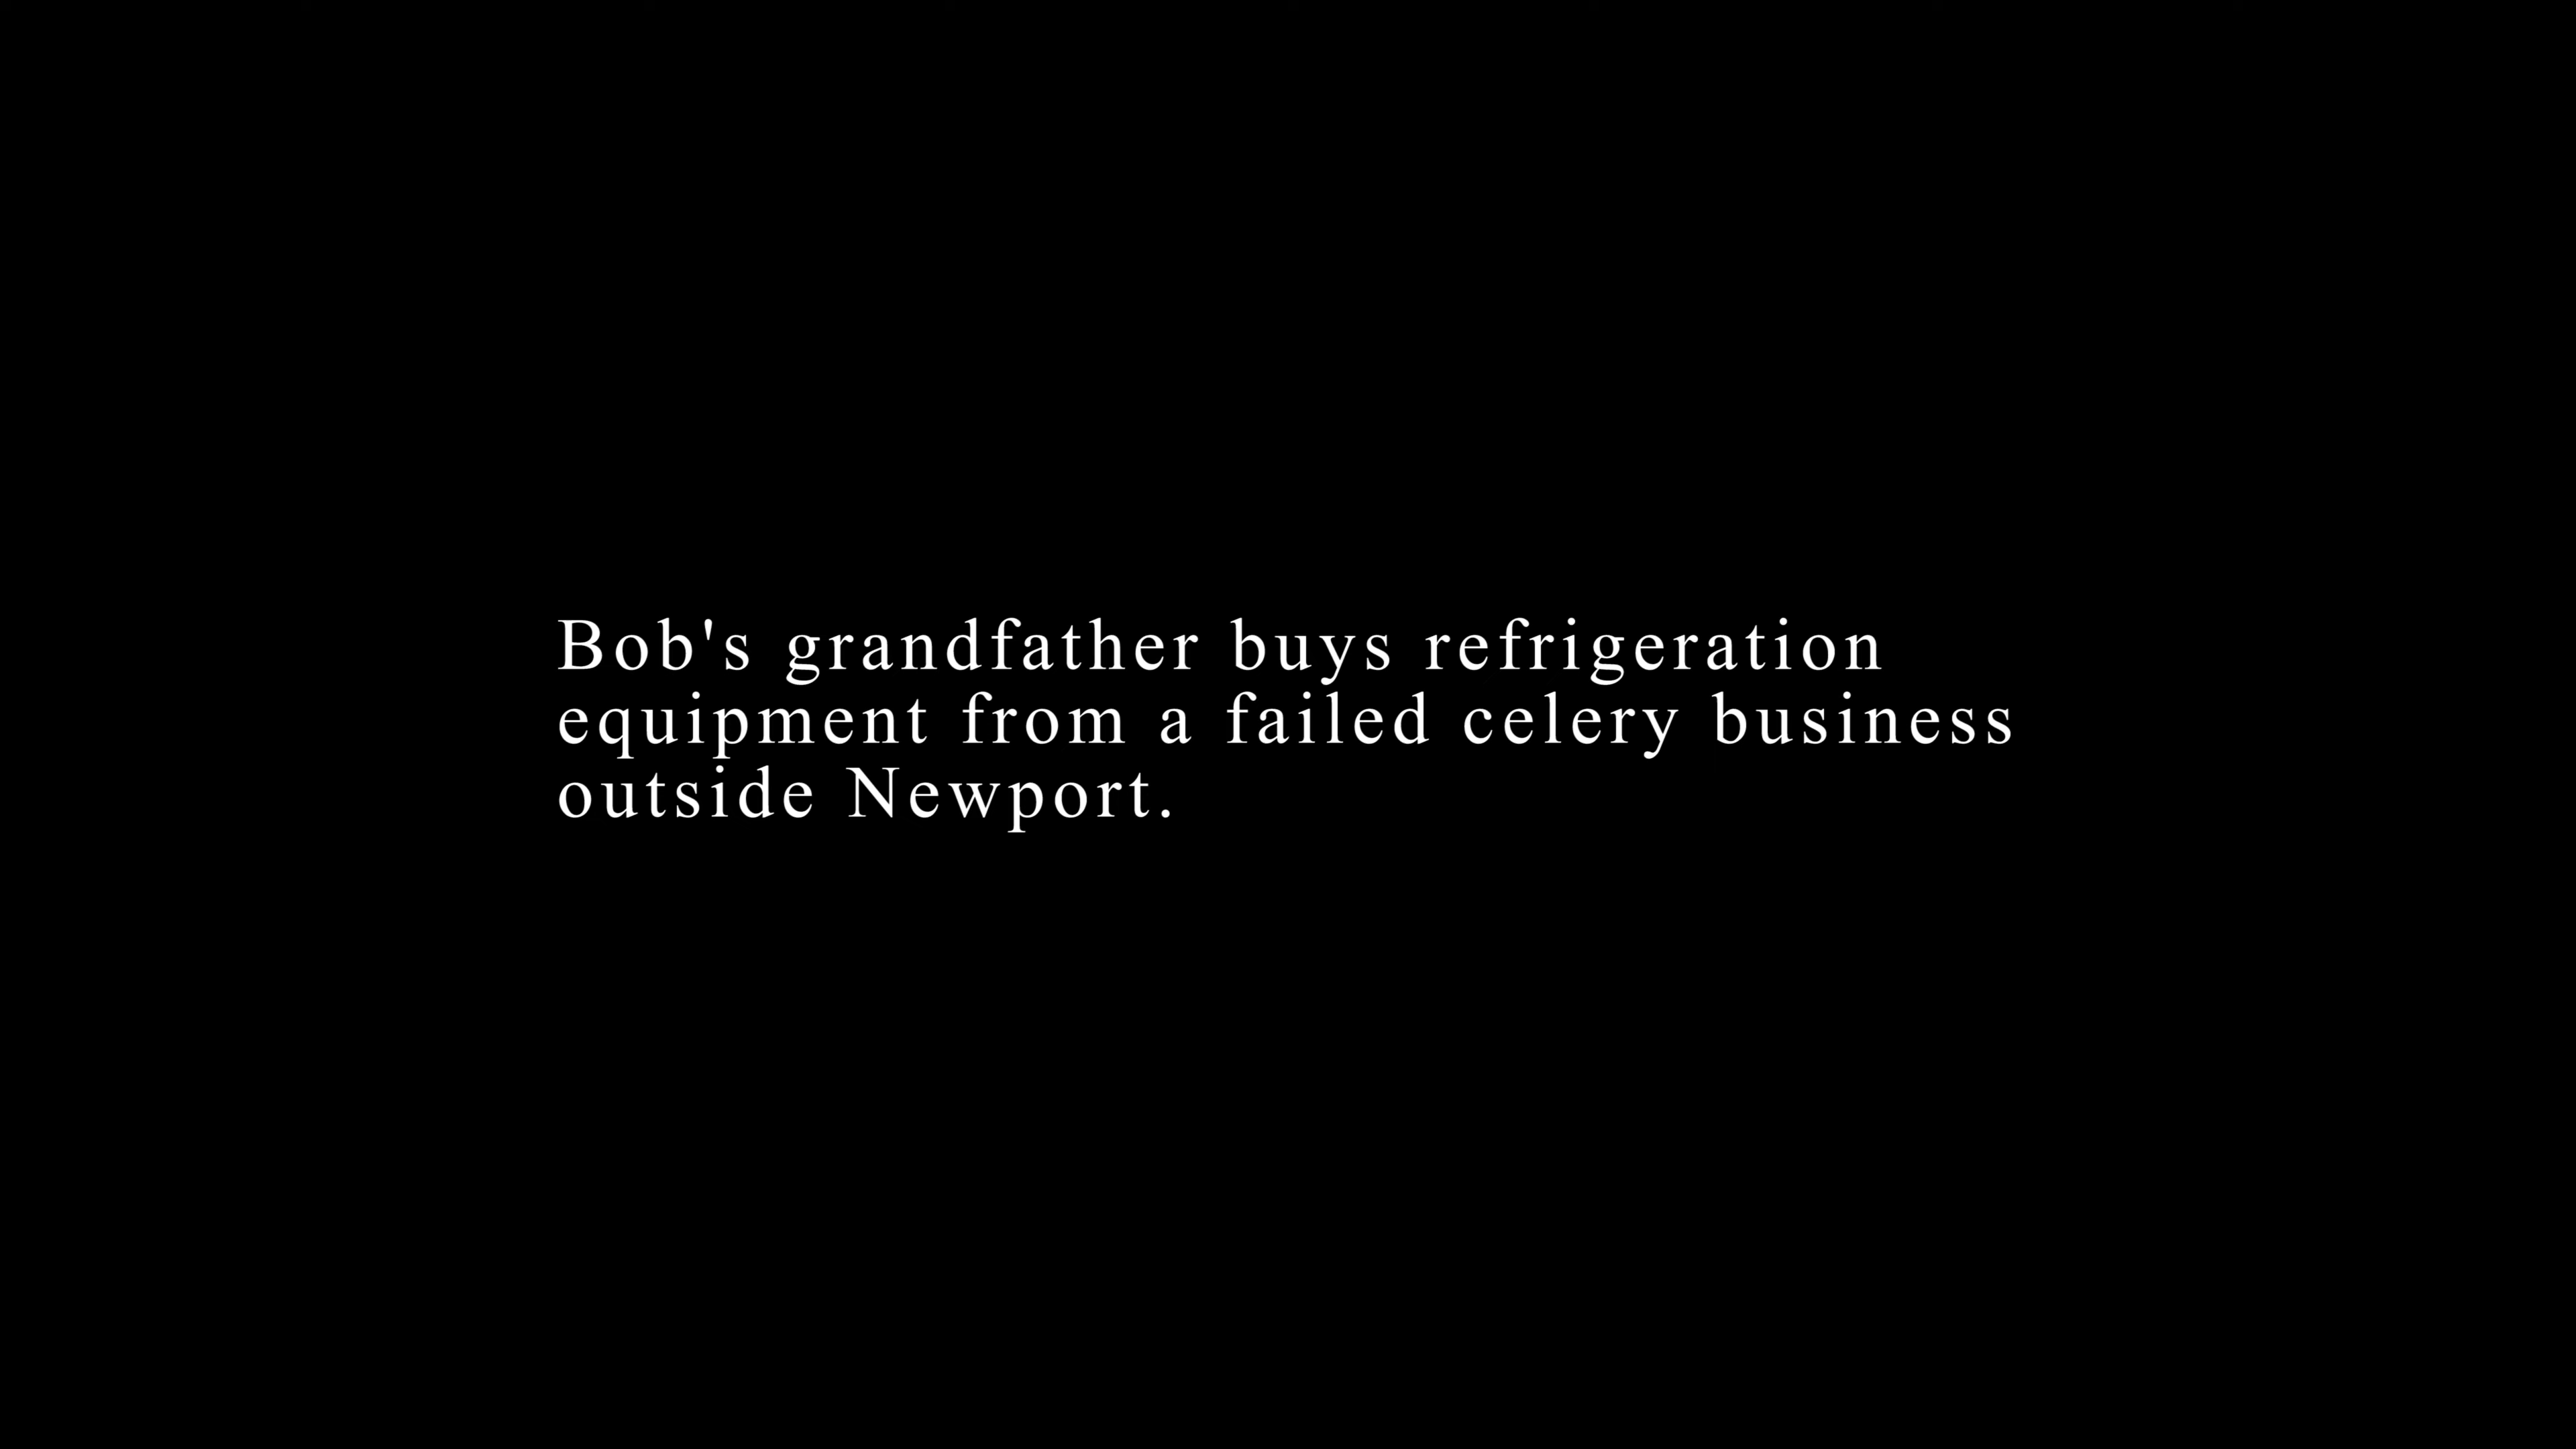 Bob's grandfather buys refrigeration
equipment from a failed celery business
outside Newport.